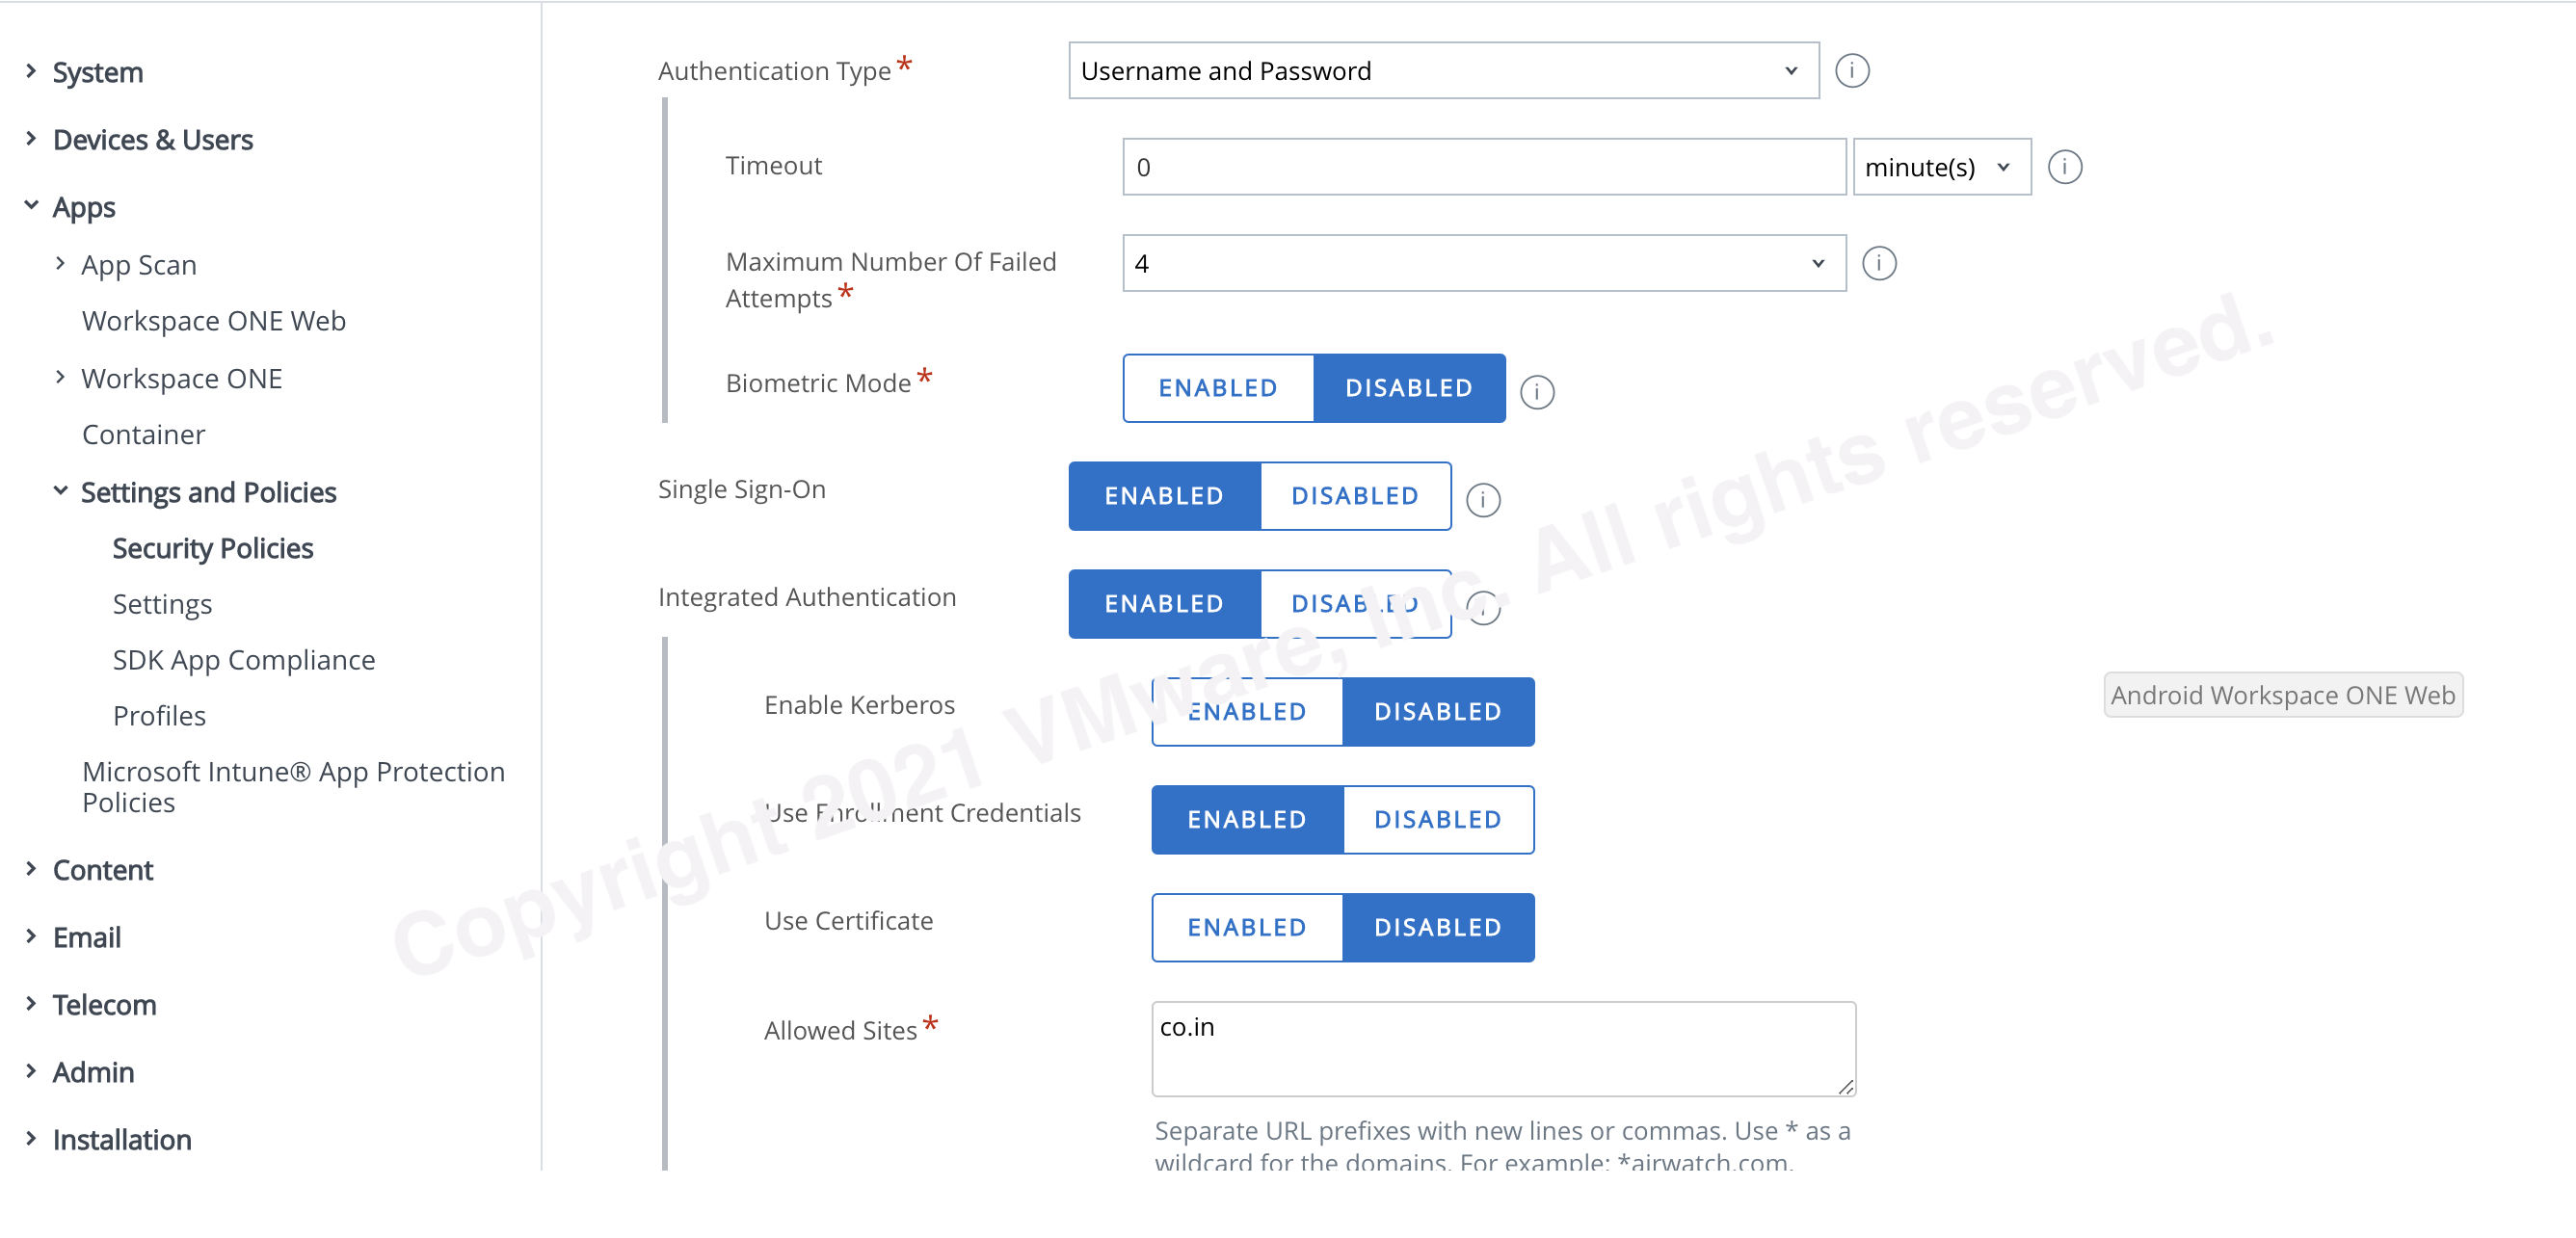 System
Devices & Users
Apps
App Scan
Workspace ONE Web
Workspace ONE
Container
Settings and Policies
Security Policies
Settings
SDK App Compliance
Profiles
Microsoft Intune® App Protection
Policies
Content
Email
Telecom
Admin
Installation
Authentication Type *
Username and Password
Timeout
0
minute(s)
Maximum Number Of Failed
Attempts *
4
Biometric Mode *
ENABLED DISABLED
Single Sign-On
ENABLED DISABLED
Integrated Authentication
ENABLED DISABLED
Enable Kerberos
ENABLED DISABLED
Android Workspace ONE Web
Use Enrollment Credentials
ENABLED DISABLED
Use Certificate
ENABLED DISABLED
Allowed Sites *
co.in
Separate URL prefixes with new lines or commas. Use * as a
wildcard for the domains. For example: *airwatch.com.
Copyright 2021 VMware, Inc. All rights reserved.